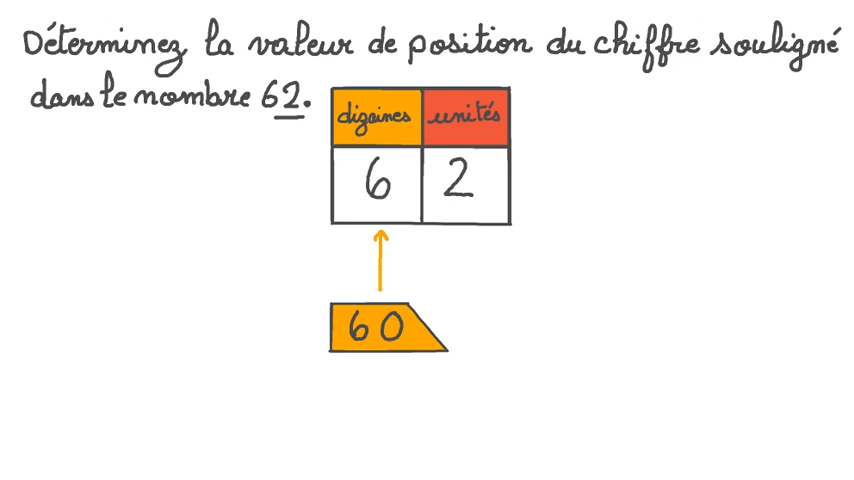 Déterminez la valeur de position du chiffre souligné
dans le nombre 62.
dizaines unités
6 2
60